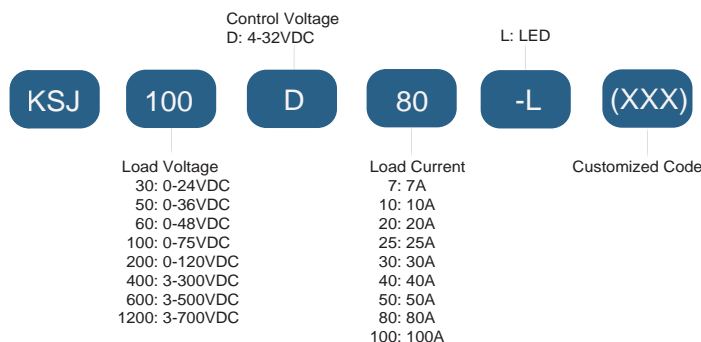 Control Voltage
D: 4-32VDC
L: LED
KSJ
100
D
80
-L
(XXX)
Load Voltage
30: 0-24VDC
50: 0-36VDC
60: 0-48VDC
100: 0-75VDC
200: 0-120VDC
400: 3-300VDC
600: 3-500VDC
1200: 3-700VDC
Load Current
7: 7A
10: 10A
20: 20A
25: 25A
30: 30A
40: 40A
50: 50A
80: 80A
100: 100A
Customized Code